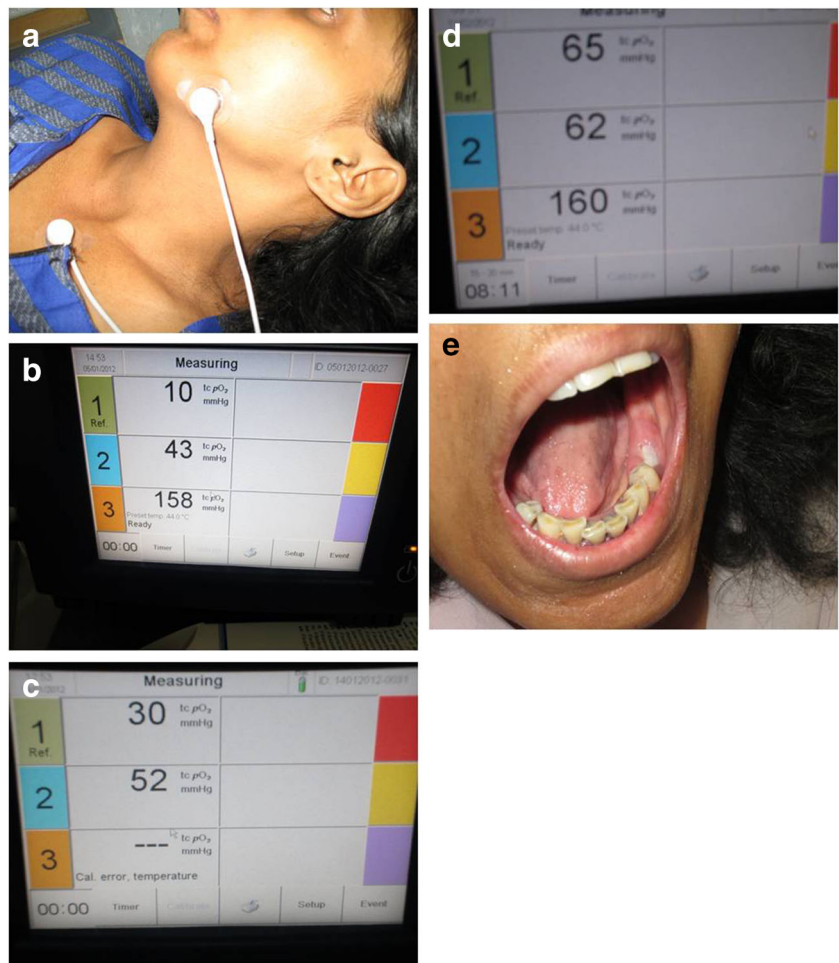 a
b
14:53
05/01/2012
Measuring
ID: 05012012-0027
1
Ref.
10
tc pO₂
mmHg
2
43
tc pO₂
mmHg
3
158
tc pO₂
mmHg
Preset temp. 44.0 °C
Ready
00:00
Timer
Setup
Event
c
Measuring
ID: 14012012-0031
1
Ref.
30
tc pO₂
mmHg
2
52
tc pO₂
mmHg
3
---
tc pO₂
mmHg
Cal. error, temperature
00:00
Timer
Calibrate
Setup
Event
d
Measuring
1
Ref.
65
tc pO₂
mmHg
2
62
tc pO₂
mmHg
3
160
tc pO₂
mmHg
Preset temp. 44.0 °C
Ready
08:11
Timer
Calibrate
Setup
e